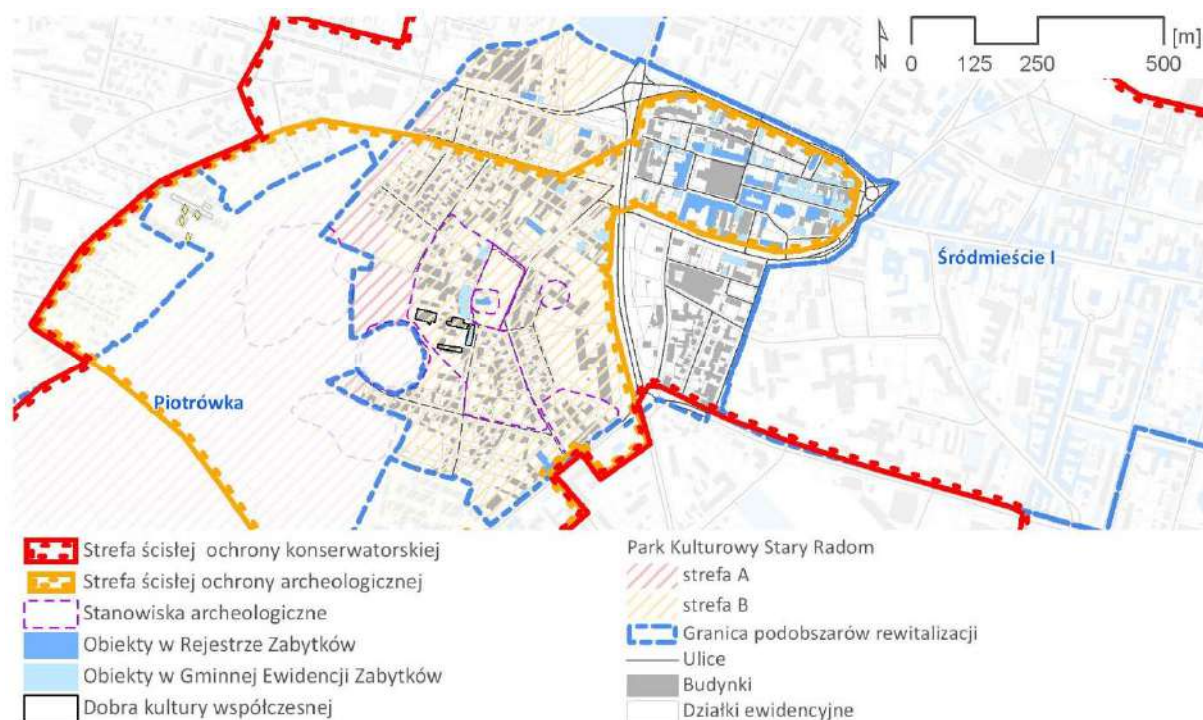 [m]
N 0 125 250 500
Śródmieście I
Piotrówka
Strefa ścisłej ochrony konserwatorskiej
Strefa ścisłej ochrony archeologicznej
Stanowiska archeologiczne
Obiekty w Rejestrze Zabytków
Obiekty w Gminnej Ewidencji Zabytków
Dobra kultury współczesnej
Park Kulturowy Stary Radom
strefa A
strefa B
Granica podobszarów rewitalizacji
Ulice
Budynki
Działki ewidencyjne